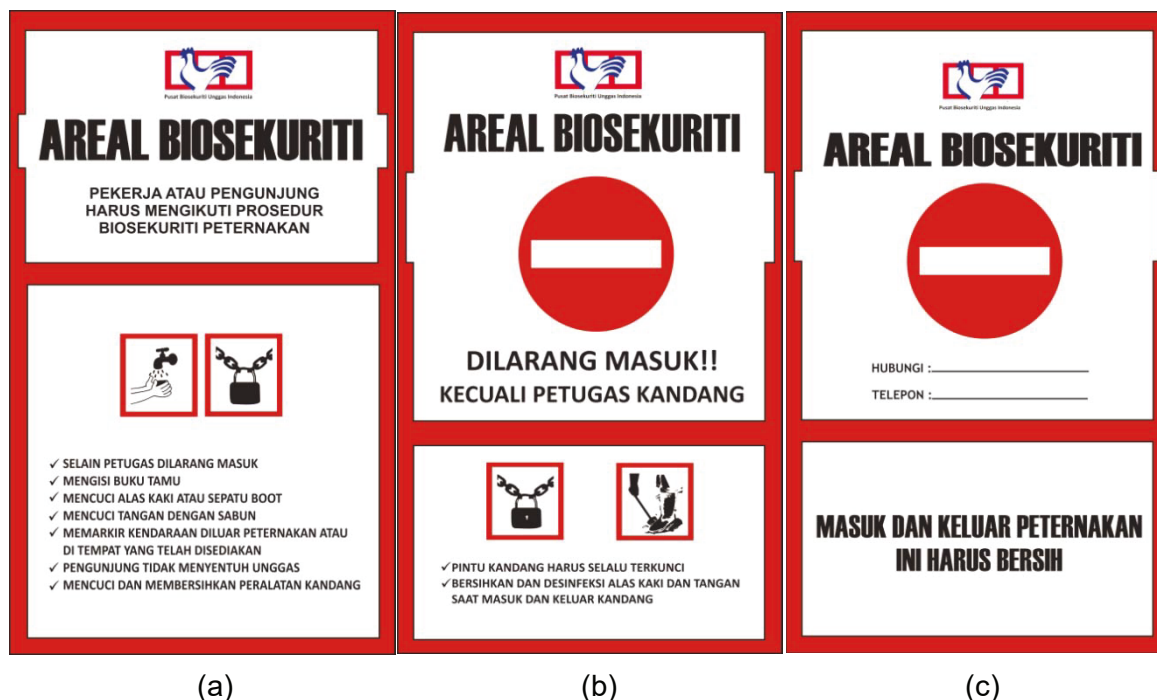 Pusat Biosekuriti Unggas Indonesia
AREAL BIOSEKURITI
PEKERJA ATAU PENGUNJUNG
HARUS MENGIKUTI PROSEDUR
BIOSEKURITI PETERNAKAN
✓ SELAIN PETUGAS DILARANG MASUK
✓ MENGISI BUKU TAMU
✓ MENCUCI ALAS KAKI ATAU SEPATU BOOT
✓ MENCUCI TANGAN DENGAN SABUN
✓ MEMARKIR KENDARAAN DILUAR PETERNAKAN ATAU
DI TEMPAT YANG TELAH DISEDIAKAN
✓ PENGUNJUNG TIDAK MENYENTUH UNGGAS
✓ MENCUCI DAN MEMBERSIHKAN PERALATAN KANDANG
(a)
Pusat Biosekuriti Unggas Indonesia
AREAL BIOSEKURITI
DILARANG MASUK!!
KECUALI PETUGAS KANDANG
✓ PINTU KANDANG HARUS SELALU TERKUNCI
✓ BERSIHKAN DAN DESINFEKSI ALAS KAKI DAN TANGAN
SAAT MASUK DAN KELUAR KANDANG
(b)
Pusat Biosekuriti Unggas Indonesia
AREAL BIOSEKURITI
HUBUNGI :
TELEPON :
MASUK DAN KELUAR PETERNAKAN
INI HARUS BERSIH
(c)